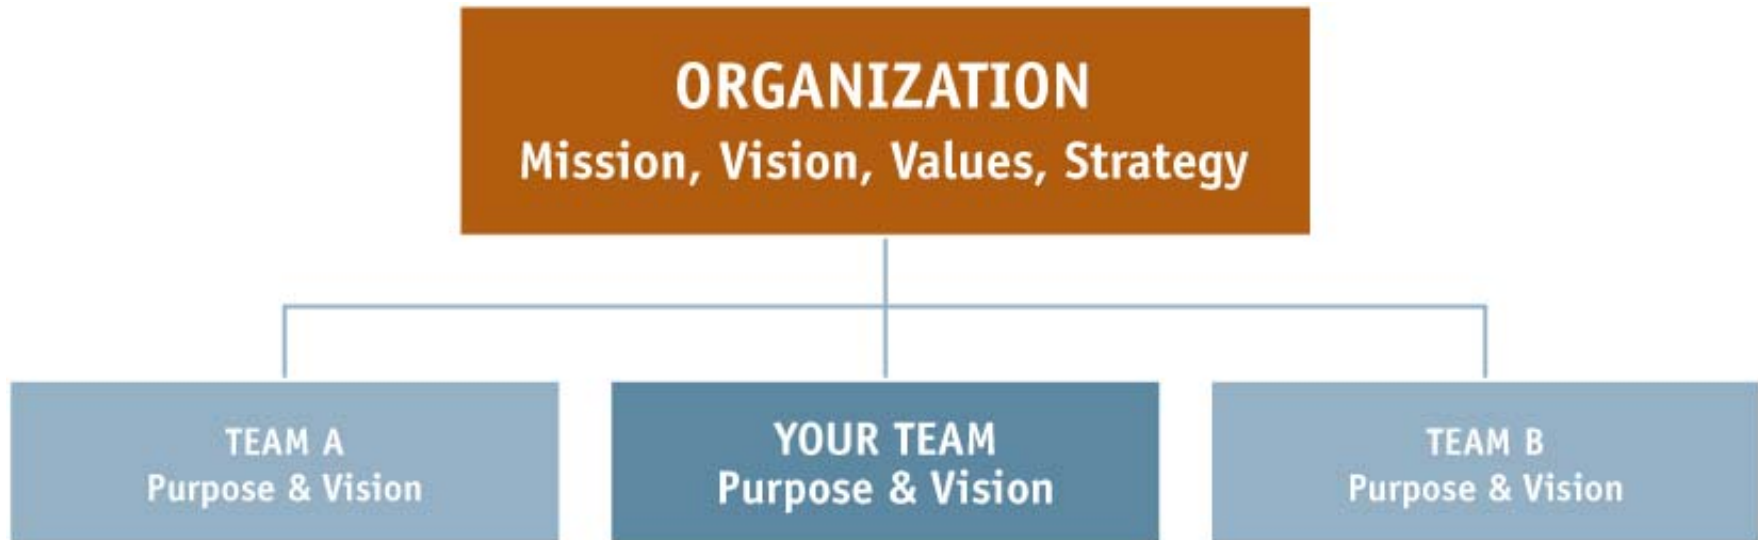 ORGANIZATION
Mission, Vision, Values, Strategy
TEAM A
Purpose & Vision
YOUR TEAM
Purpose & Vision
TEAM B
Purpose & Vision